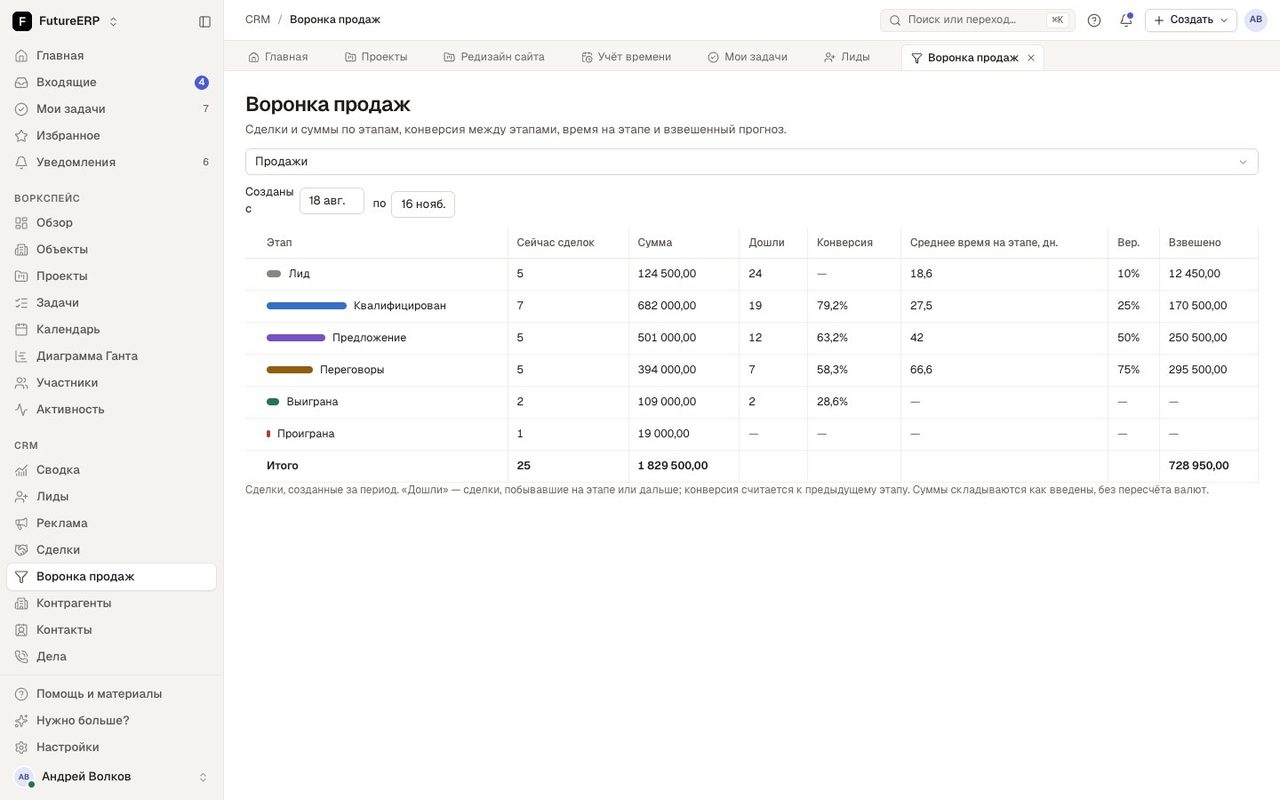 FutureERP
Главная
Входящие 4
Мои задачи 7
Избранное
Уведомления 6
ВОРКСПЕЙС
Обзор
Объекты
Проекты
Задачи
Календарь
Диаграмма Ганта
Участники
Активность
CRM
Сводка
Лиды
Реклама
Сделки
Воронка продаж
Контрагенты
Контакты
Дела
Помощь и материалы
Нужно больше?
Настройки
АВ Андрей Волков
CRM / Воронка продаж
Поиск или переход... ⌘K
Создать
АВ
Главная Проекты Редизайн сайта Учёт времени Мои задачи Лиды Воронка продаж
Воронка продаж
Сделки и суммы по этапам, конверсия между этапами, время на этапе и взвешенный прогноз.
Продажи
Созданы с 18 авг. по 16 нояб.
Этап Сейчас сделок Сумма Дошли Конверсия Среднее время на этапе, дн. Вер. Взвешено
Лид 5 124 500,00 24 — 18,6 10% 12 450,00
Квалифицирован 7 682 000,00 19 79,2% 27,5 25% 170 500,00
Предложение 5 501 000,00 12 63,2% 42 50% 250 500,00
Переговоры 5 394 000,00 7 58,3% 66,6 75% 295 500,00
Выиграна 2 109 000,00 2 28,6% — — —
Проиграна 1 19 000,00 — — — — —
Итого 25 1 829 500,00 728 950,00
Сделки, созданные за период. «Дошли» — сделки, побывавшие на этапе или дальше; конверсия считается к предыдущему этапу. Суммы складываются как введены, без пересчёта валют.